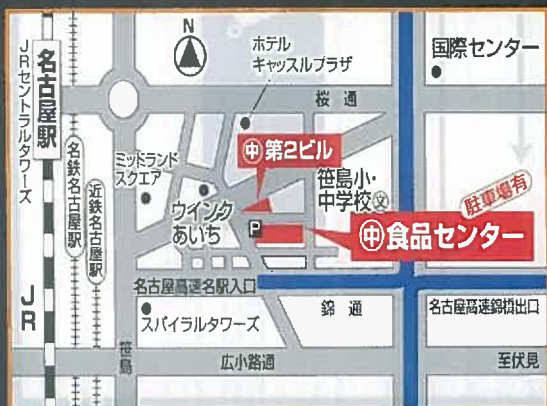 N
ホテル
キャッスルプラザ
国際センター
名古屋駅
JRセントラルタワーズ
桜通
中第2ビル
名鉄名古屋駅
近鉄名古屋駅
ミッドランド
スクエア
笹島小・
中学校
文
ウインク
あいち
P
駐車場有
中食品センター
名古屋高速名駅入口
JR
スパイラルタワーズ
錦通
名古屋高速錦橋出口
笹島
広小路通
至伏見